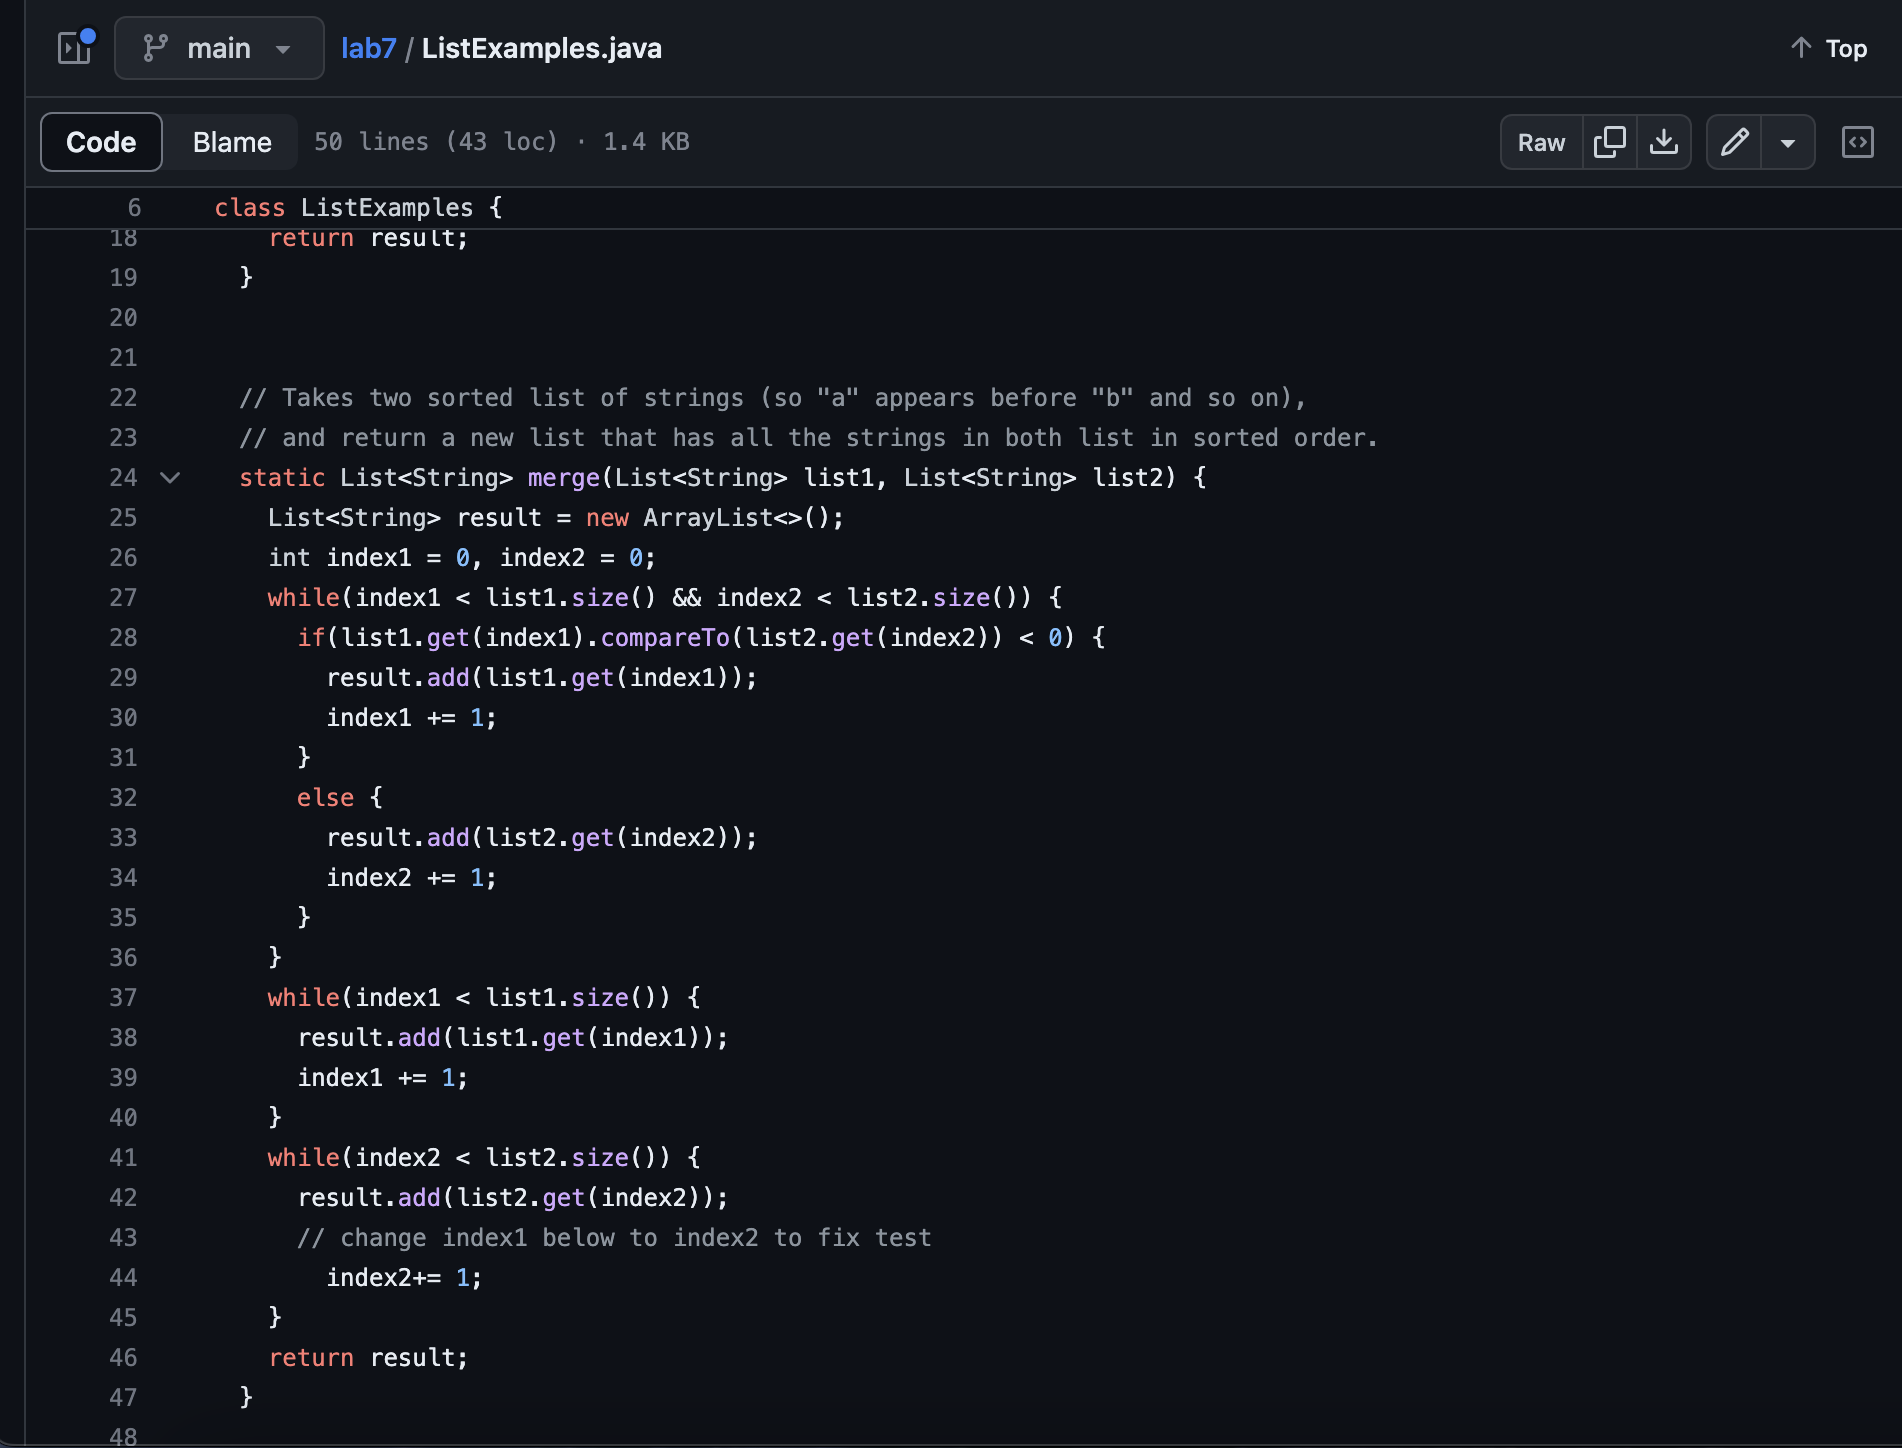 main
lab7 / ListExamples.java
Top
Code Blame 50 lines (43 loc) · 1.4 KB
Raw
6 class ListExamples {
18 return result;
19 }
20
21
22 // Takes two sorted list of strings (so "a" appears before "b" and so on),
23 // and return a new list that has all the strings in both list in sorted order.
24 static List<String> merge(List<String> list1, List<String> list2) {
25 List<String> result = new ArrayList<>();
26 int index1 = 0, index2 = 0;
27 while(index1 < list1.size() && index2 < list2.size()) {
28 if(list1.get(index1).compareTo(list2.get(index2)) < 0) {
29 result.add(list1.get(index1));
30 index1 += 1;
31 }
32 else {
33 result.add(list2.get(index2));
34 index2 += 1;
35 }
36 }
37 while(index1 < list1.size()) {
38 result.add(list1.get(index1));
39 index1 += 1;
40 }
41 while(index2 < list2.size()) {
42 result.add(list2.get(index2));
43 // change index1 below to index2 to fix test
44 index2+= 1;
45 }
46 return result;
47 }
48